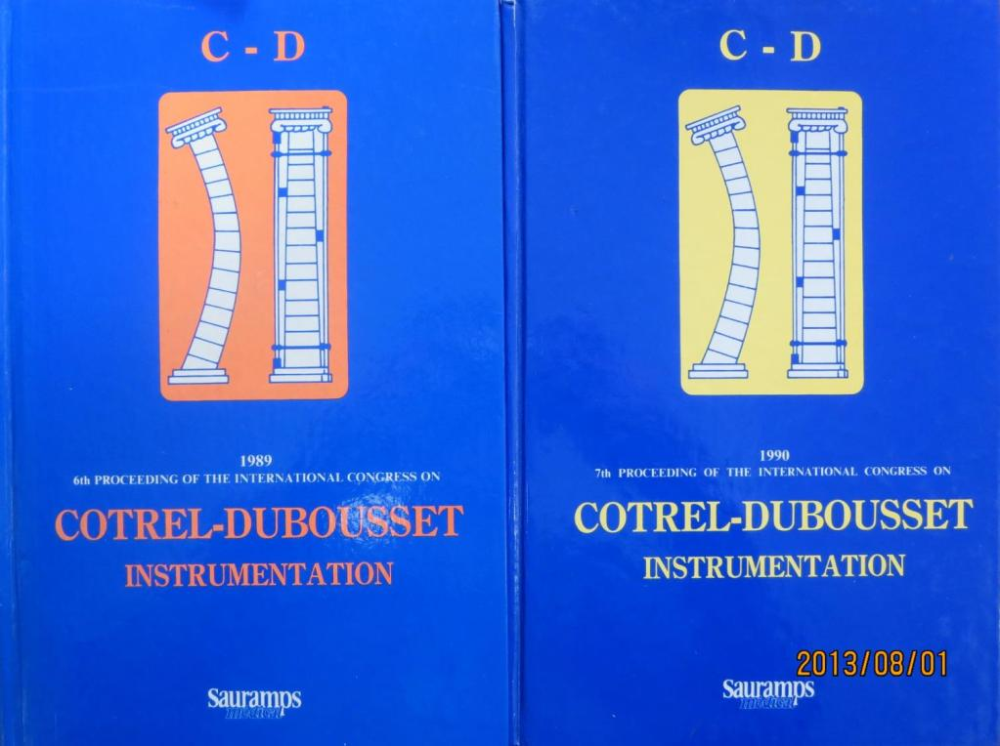 C - D
1989
6th PROCEEDING OF THE INTERNATIONAL CONGRESS ON
COTREL-DUBOUSSET
INSTRUMENTATION
Sauramps
medical
C - D
1990
7th PROCEEDING OF THE INTERNATIONAL CONGRESS ON
COTREL-DUBOUSSET
INSTRUMENTATION
Sauramps
medical
2013/08/01